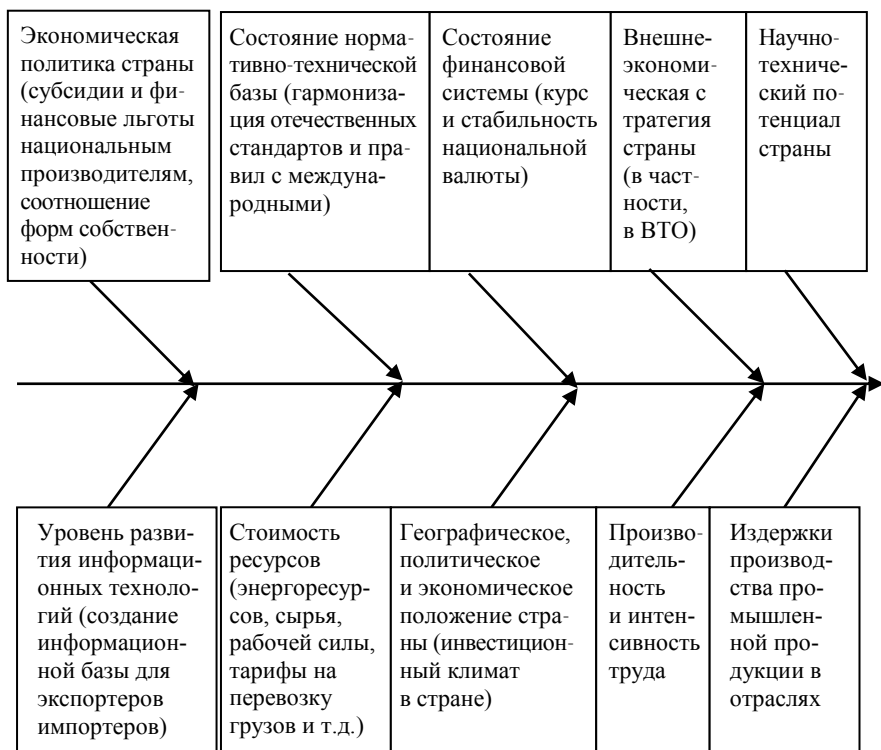 Экономическая
политика страны
(субсидии и фи-
нансовые льготы
национальным
производителям,
соотношение
форм собствен-
ности)
Состояние норма-
тивно-технической
базы (гармониза-
ция отечественных
стандартов и пра-
вил с междуна-
родными)
Состояние
финансовой
системы (курс
и стабильность
национальной
валюты)
Внешне-
экономи-
ческая с
тратегия
страны
(в част-
ности,
в ВТО)
Научно-
техниче-
ский по-
тенциал
страны
Уровень разви-
тия информаци-
онных техноло-
гий (создание
информацион-
ной базы для
экспортеров
импортеров)
Стоимость
ресурсов
(энергоресур-
сов, сырья,
рабочей силы,
тарифы на
перевозку
грузов и т.д.)
Географическое,
политическое
и экономическое
положение стра-
ны (инвестицион-
ный климат
в стране)
Произво-
дитель-
ность
и интен-
сивность
труда
Издержки
производ-
ства про-
мышлен-
ной про-
дукции в
отраслях